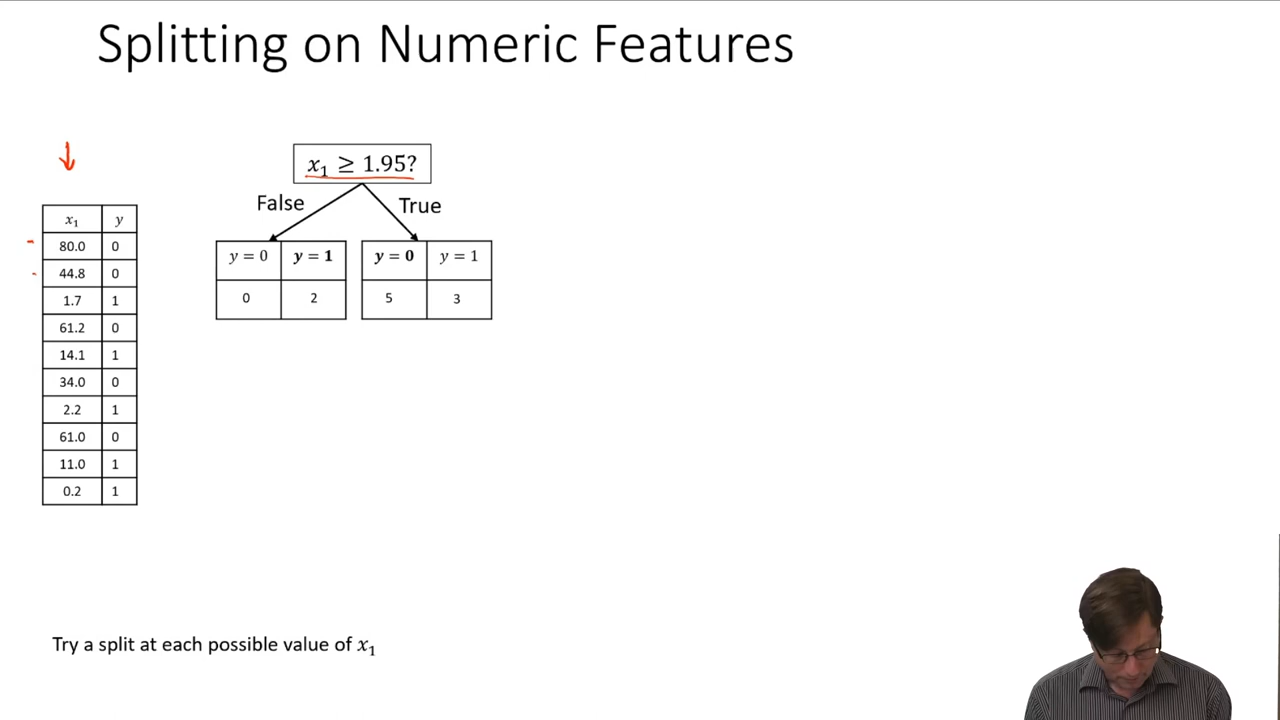 Splitting on Numeric Features
x₁ ≥ 1.95?
False True
x₁ y
80.0 0
44.8 0
1.7 1
61.2 0
14.1 1
34.0 0
2.2 1
61.0 0
11.0 1
0.2 1
y = 0 y = 1 y = 0 y = 1
0 2 5 3
Try a split at each possible value of x₁